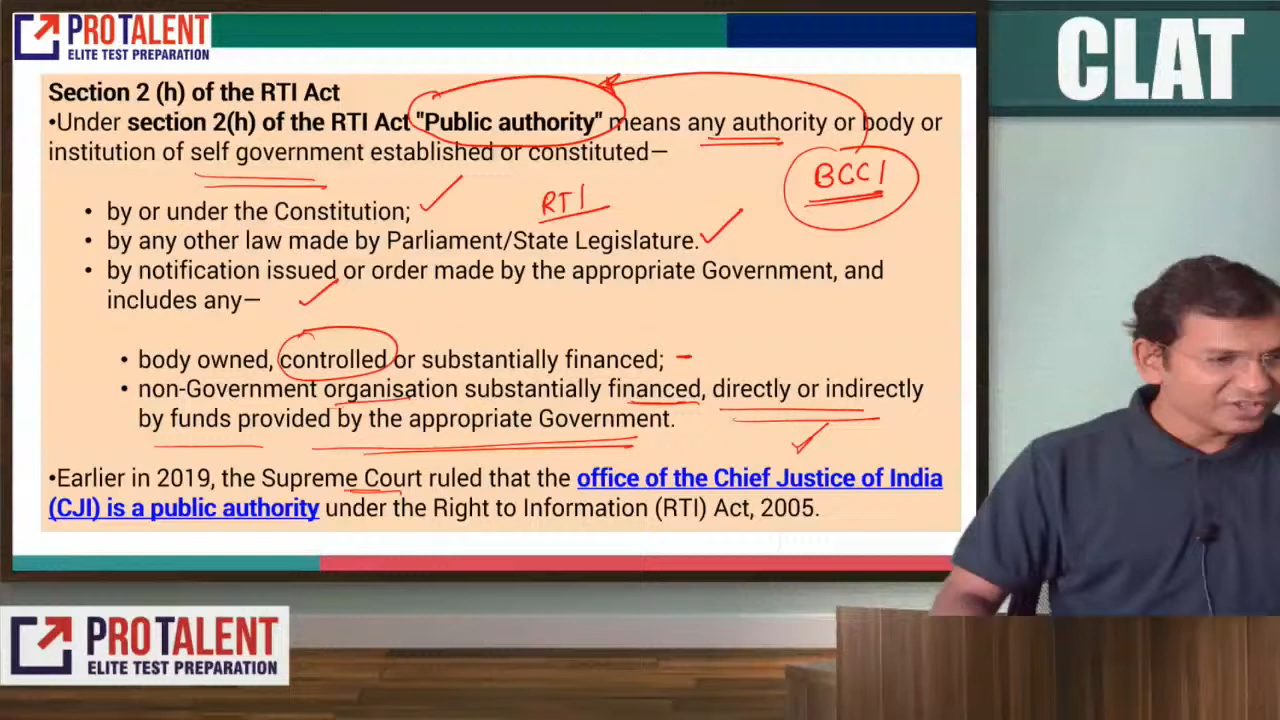 PROTALENT
ELITE TEST PREPARATION
CLAT
Section 2 (h) of the RTI Act
•Under section 2(h) of the RTI Act "Public authority" means any authority or body or
institution of self government established or constituted—
BCCI
• by or under the Constitution;
RTI
• by any other law made by Parliament/State Legislature.
• by notification issued or order made by the appropriate Government, and
includes any—
• body owned, controlled or substantially financed;
• non-Government organisation substantially financed, directly or indirectly
by funds provided by the appropriate Government.
•Earlier in 2019, the Supreme Court ruled that the office of the Chief Justice of India
(CJI) is a public authority under the Right to Information (RTI) Act, 2005.
PROTALENT
ELITE TEST PREPARATION